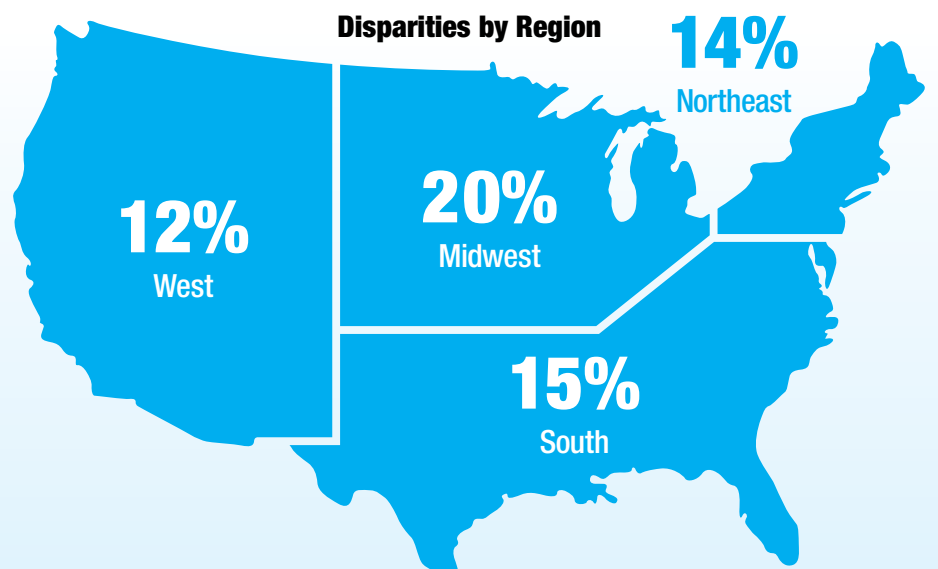 Disparities by Region
14%
Northeast
20%
Midwest
12%
West
15%
South